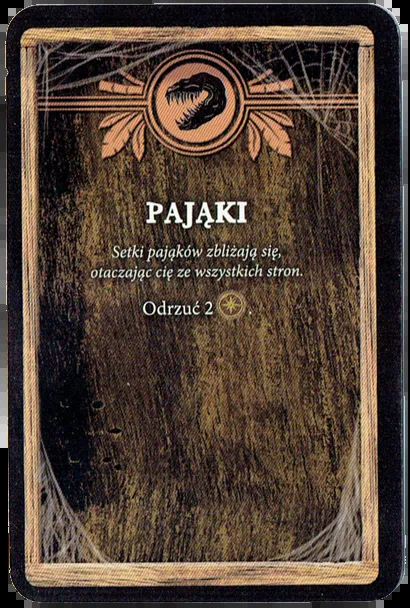 PAJĄKI
Setki pająków zbliżają się,
otaczając cię ze wszystkich stron.
Odrzuć 2 .